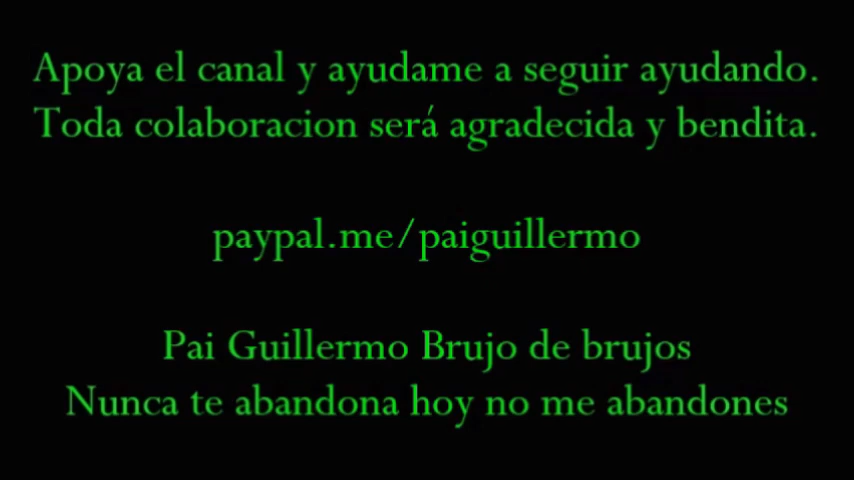 Apoya el canal y ayudame a seguir ayudando.
Toda colaboracion será agradecida y bendita.
paypal.me/paiguillermo
Pai Guillermo Brujo de brujos
Nunca te abandona hoy no me abandones